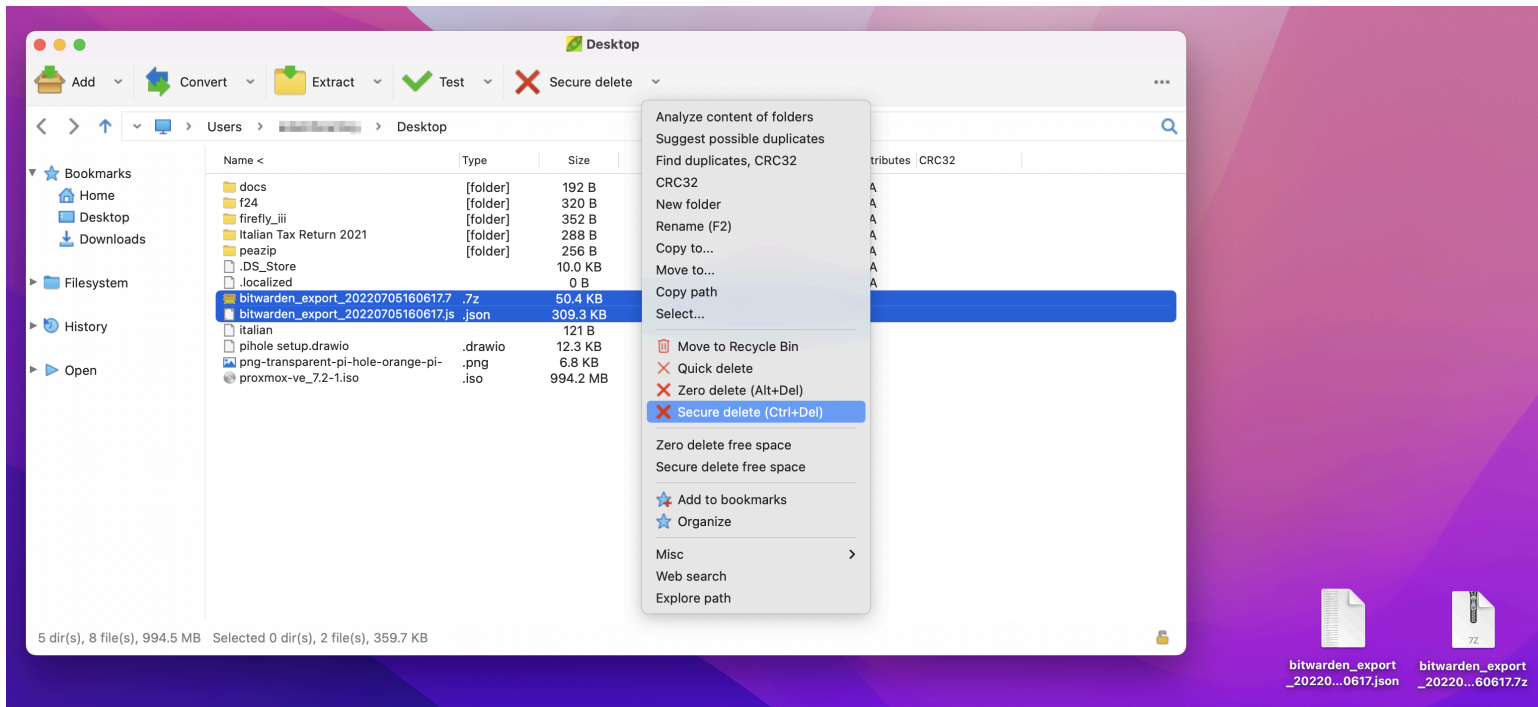 Desktop
Add Convert Extract Test Secure delete
Users Desktop
Name < Type Size tributes CRC32
Bookmarks
Home
Desktop
Downloads
Filesystem
History
Open
docs [folder] 192 B A
f24 [folder] 320 B A
firefly_iii [folder] 352 B A
Italian Tax Return 2021 [folder] 288 B A
peazip [folder] 256 B A
.DS_Store 10.0 KB A
.localized 0 B A
bitwarden_export_20220705160617.7 .7z 50.4 KB
bitwarden_export_20220705160617.js .json 309.3 KB
italian 121 B
pihole setup.drawio .drawio 12.3 KB
png-transparent-pi-hole-orange-pi- .png 6.8 KB
proxmox-ve_7.2-1.iso .iso 994.2 MB
Analyze content of folders
Suggest possible duplicates
Find duplicates, CRC32
CRC32
New folder
Rename (F2)
Copy to...
Move to...
Copy path
Select...
Move to Recycle Bin
Quick delete
Zero delete (Alt+Del)
Secure delete (Ctrl+Del)
Zero delete free space
Secure delete free space
Add to bookmarks
Organize
Misc
Web search
Explore path
5 dir(s), 8 file(s), 994.5 MB Selected 0 dir(s), 2 file(s), 359.7 KB
bitwarden_export
_20220...0617.json
7Z
bitwarden_export
_20220...60617.7z